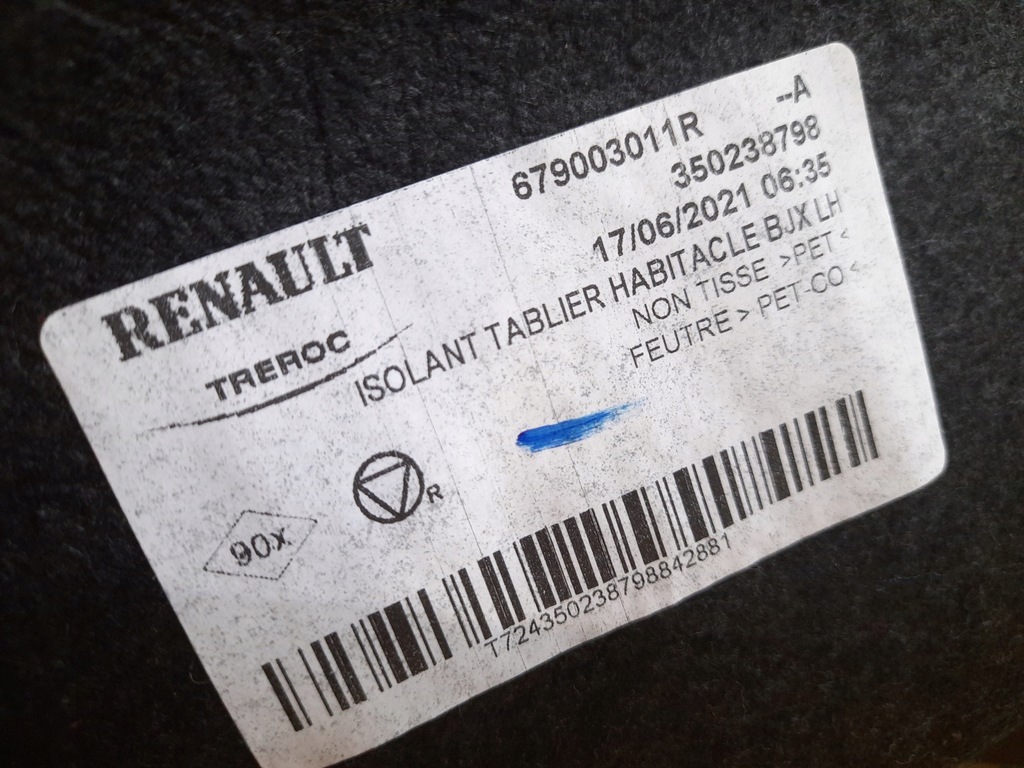 --A
679003011R
350238798
17/06/2021 06:35
RENAULT
TREROC
ISOLANT TABLIER HABITACLE BJX LH
NON TISSE >PET<
FEUTRE > PET-CO <
R
90x
T724350238798842881